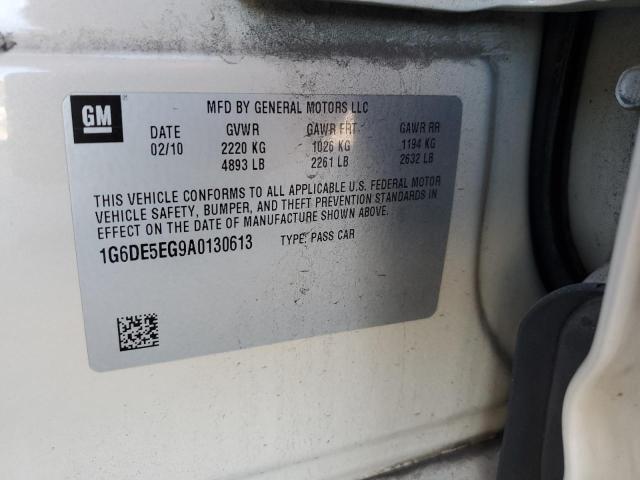 GM
MFD BY GENERAL MOTORS LLC
DATE GVWR GAWR FRT GAWR RR
02/10 2220 KG 1026 KG 1194 KG
4893 LB 2261 LB 2632 LB
THIS VEHICLE CONFORMS TO ALL APPLICABLE U.S. FEDERAL MOTOR
VEHICLE SAFETY, BUMPER, AND THEFT PREVENTION STANDARDS IN
EFFECT ON THE DATE OF MANUFACTURE SHOWN ABOVE.
1G6DE5EG9A0130613 TYPE: PASS CAR